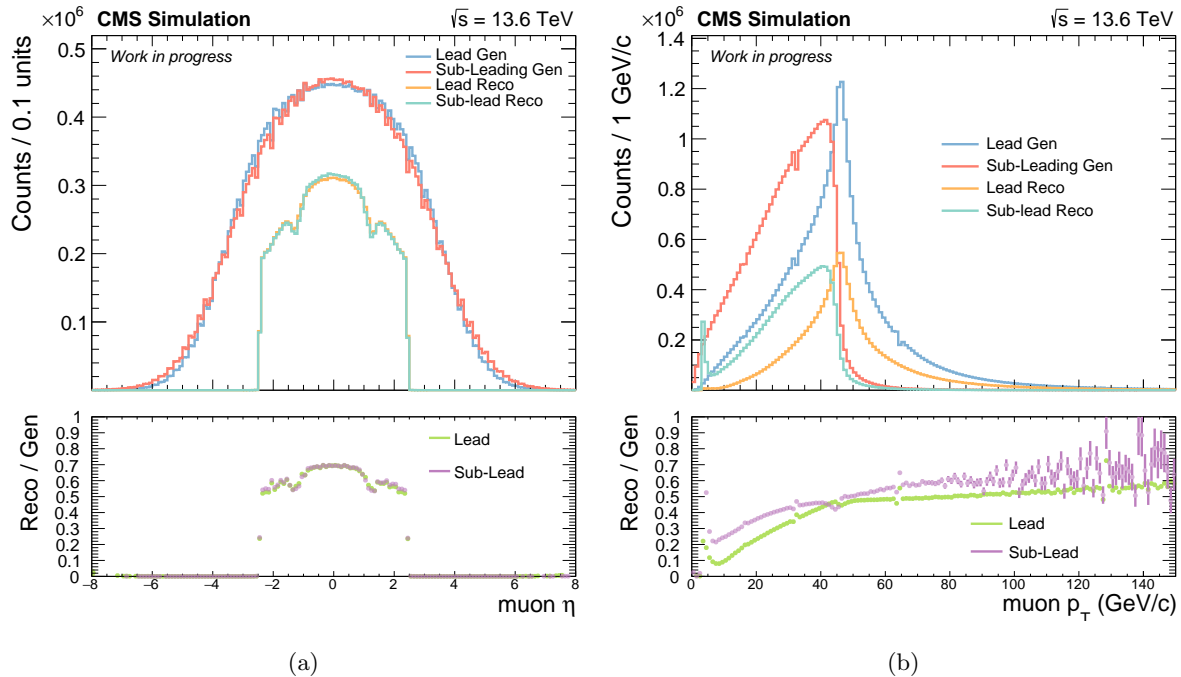 ×10⁶ CMS Simulation √s = 13.6 TeV
Work in progress
Lead Gen
Sub-Leading Gen
Lead Reco
Sub-lead Reco
Counts / 0.1 units
0.5
0.4
0.3
0.2
0.1
Reco / Gen
1
0.9
0.8
0.7
0.6
0.5
0.4
0.3
0.2
0.1
0
Lead
Sub-Lead
−8 −6 −4 −2 0 2 4 6 8
muon η
(a)
×10⁶ CMS Simulation √s = 13.6 TeV
Work in progress
Lead Gen
Sub-Leading Gen
Lead Reco
Sub-lead Reco
Counts / 1 GeV/c
1.4
1.2
1
0.8
0.6
0.4
0.2
0
Reco / Gen
1
0.9
0.8
0.7
0.6
0.5
0.4
0.3
0.2
0.1
0
Lead
Sub-Lead
0 20 40 60 80 100 120 140
muon p_T (GeV/c)
(b)